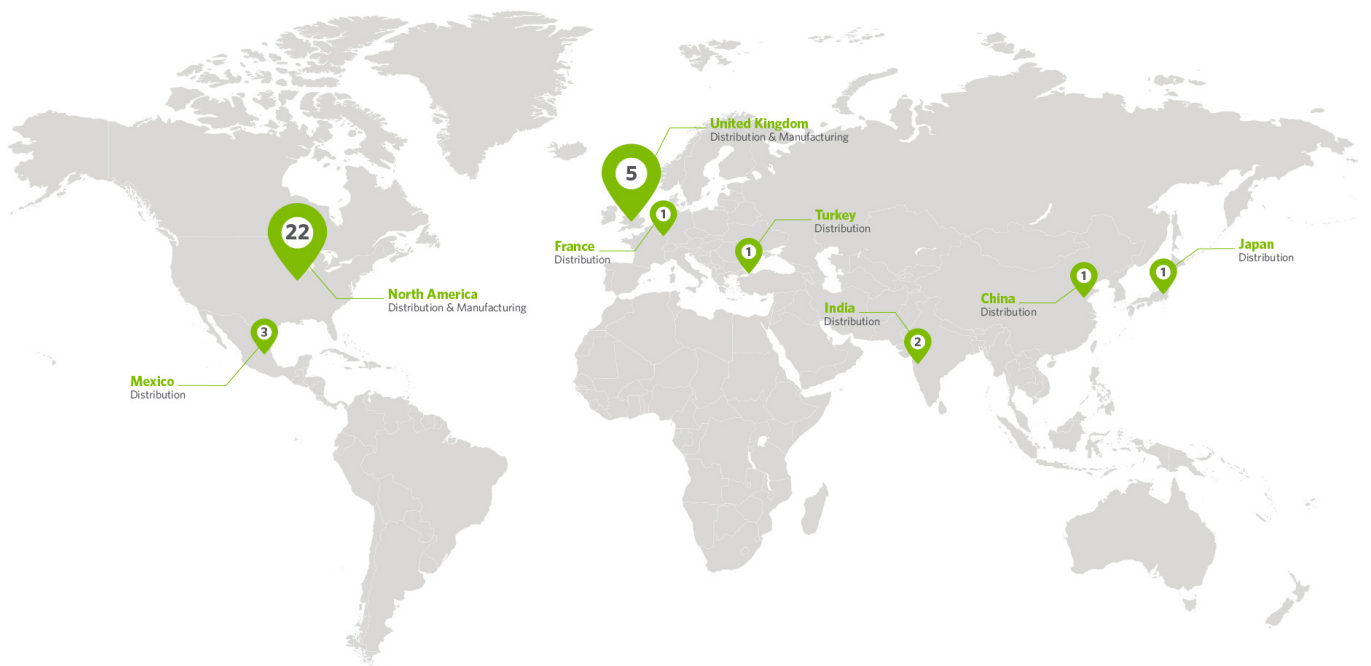 United Kingdom
Distribution & Manufacturing
5
1
France
Distribution
Turkey
Distribution
1
22
North America
Distribution & Manufacturing
3
Mexico
Distribution
India
Distribution
2
China
Distribution
1
Japan
Distribution
1